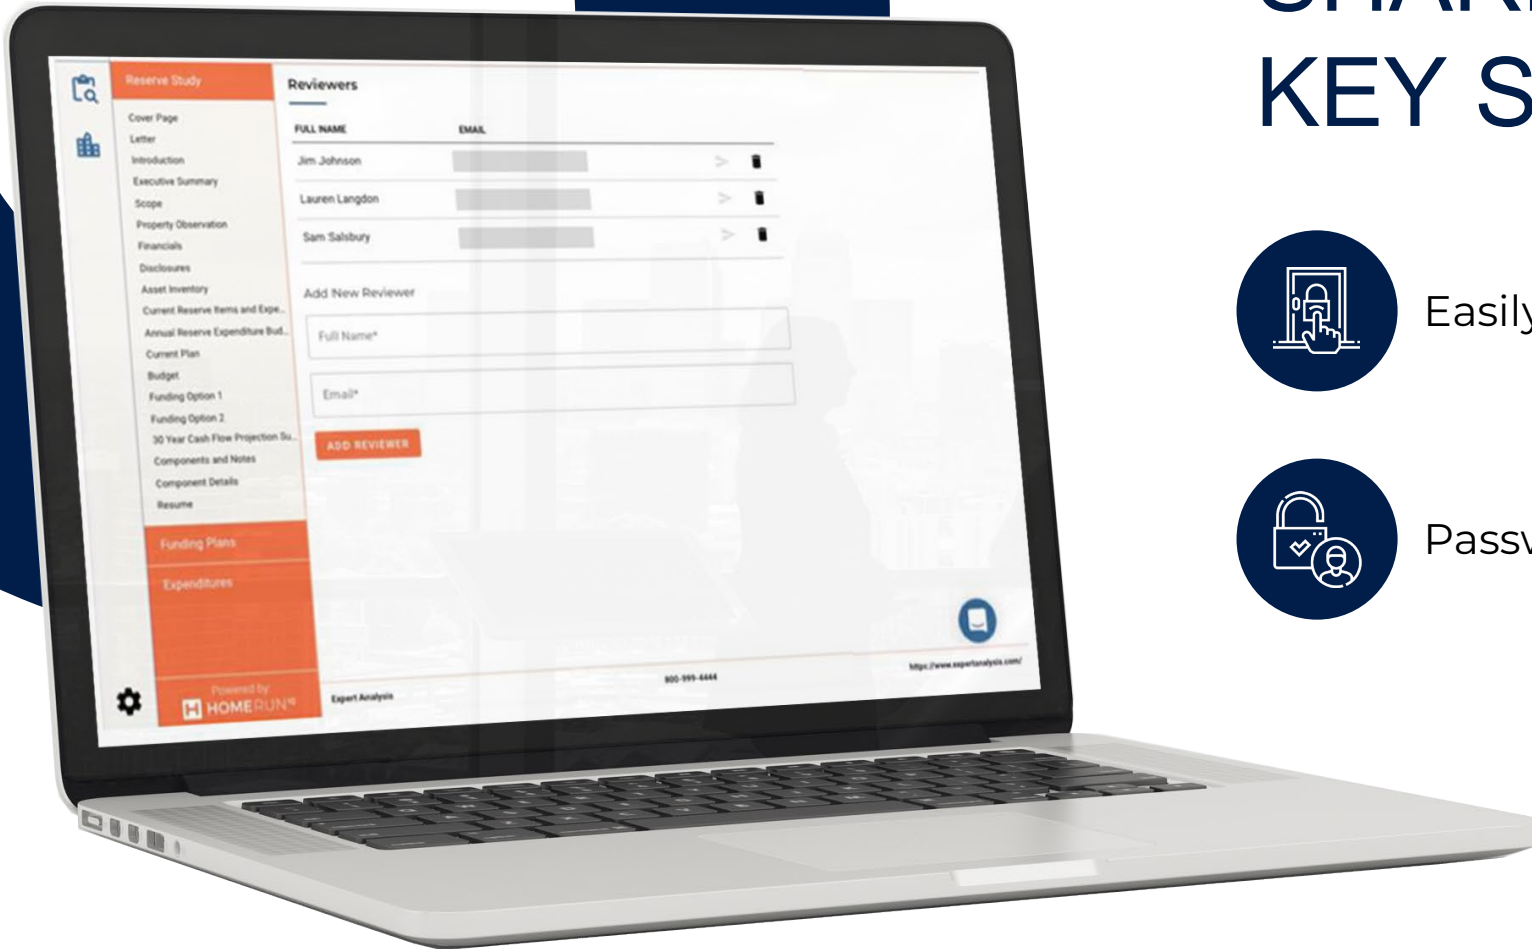 KEY S
Easily
Passw
Reserve Study
Cover Page
Letter
Introduction
Executive Summary
Scope
Property Observation
Financials
Disclosures
Asset Inventory
Current Reserve Items and Expe...
Annual Reserve Expenditure Bud...
Current Plan
Budget
Funding Option 1
Funding Option 2
30 Year Cash Flow Projection Su...
Components and Notes
Component Details
Resume
Funding Plans
Expenditures
Powered by
HOMERUN IQ
Reviewers
FULL NAME EMAIL
Jim Johnson
Lauren Langdon
Sam Salsbury
Add New Reviewer
Full Name*
Email*
ADD REVIEWER
Expert Analysis 800-999-4444 https://www.expertanalysis.com/